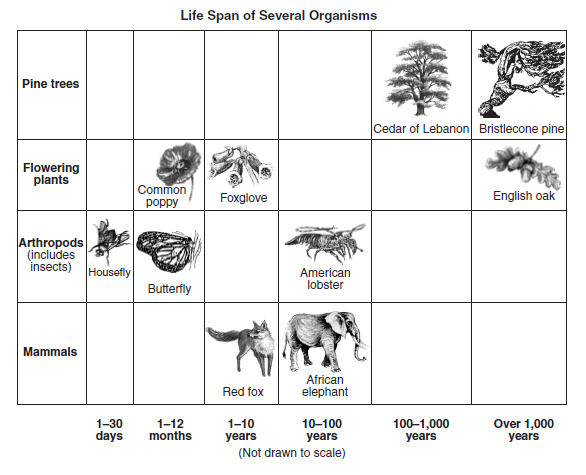 Life Span of Several Organisms
Pine trees
Cedar of Lebanon
Bristlecone pine
Flowering
plants
Common
poppy
Foxglove
English oak
Arthropods
(includes
insects)
Housefly
Butterfly
American
lobster
Mammals
Red fox
African
elephant
1–30
days
1–12
months
1–10
years
10–100
years
100–1,000
years
Over 1,000
years
(Not drawn to scale)